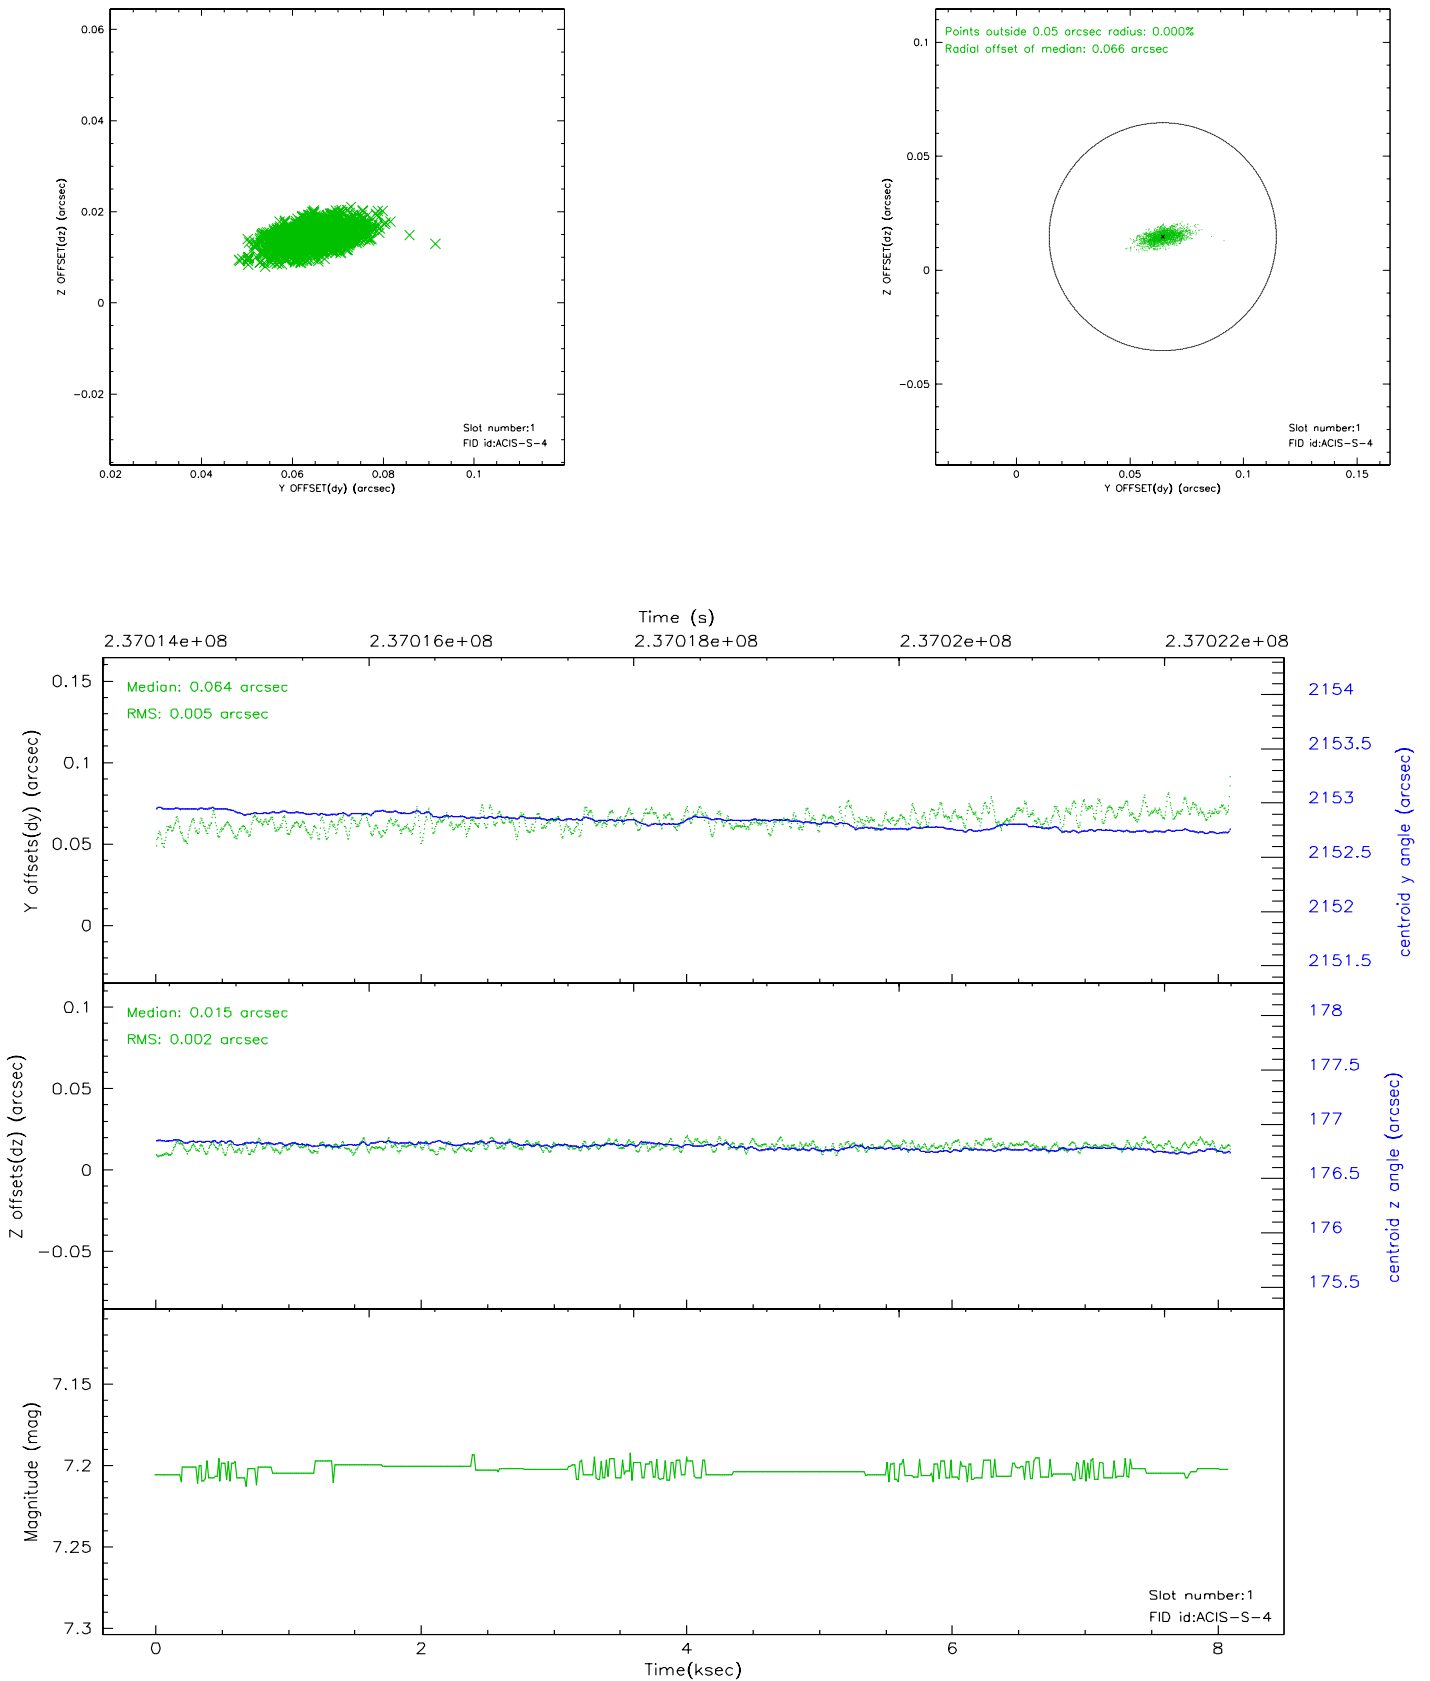 0.06
0.04
0.02
0
−0.02
Z OFFSET(dz) (arcsec)
Slot number:1
FID id:ACIS−S−4
0.02 0.04 0.06 0.08 0.1
Y OFFSET(dy) (arcsec)
Points outside 0.05 arcsec radius: 0.000%
Radial offset of median: 0.066 arcsec
0.1
0.05
0
−0.05
Z OFFSET(dz) (arcsec)
Slot number:1
FID id:ACIS−S−4
0 0.05 0.1 0.15
Y OFFSET(dy) (arcsec)
Time (s)
2.37014e+08 2.37016e+08 2.37018e+08 2.3702e+08 2.37022e+08
Median: 0.064 arcsec
RMS: 0.005 arcsec
0.15
0.1
0.05
0
Y offsets(dy) (arcsec)
2154
2153.5
2153
2152.5
2152
2151.5
centroid y angle (arcsec)
Median: 0.015 arcsec
RMS: 0.002 arcsec
0.1
0.05
0
−0.05
Z offsets(dz) (arcsec)
178
177.5
177
176.5
176
175.5
centroid z angle (arcsec)
7.15
7.2
7.25
7.3
Magnitude (mag)
Slot number:1
FID id:ACIS−S−4
0 2 4 6 8
Time(ksec)